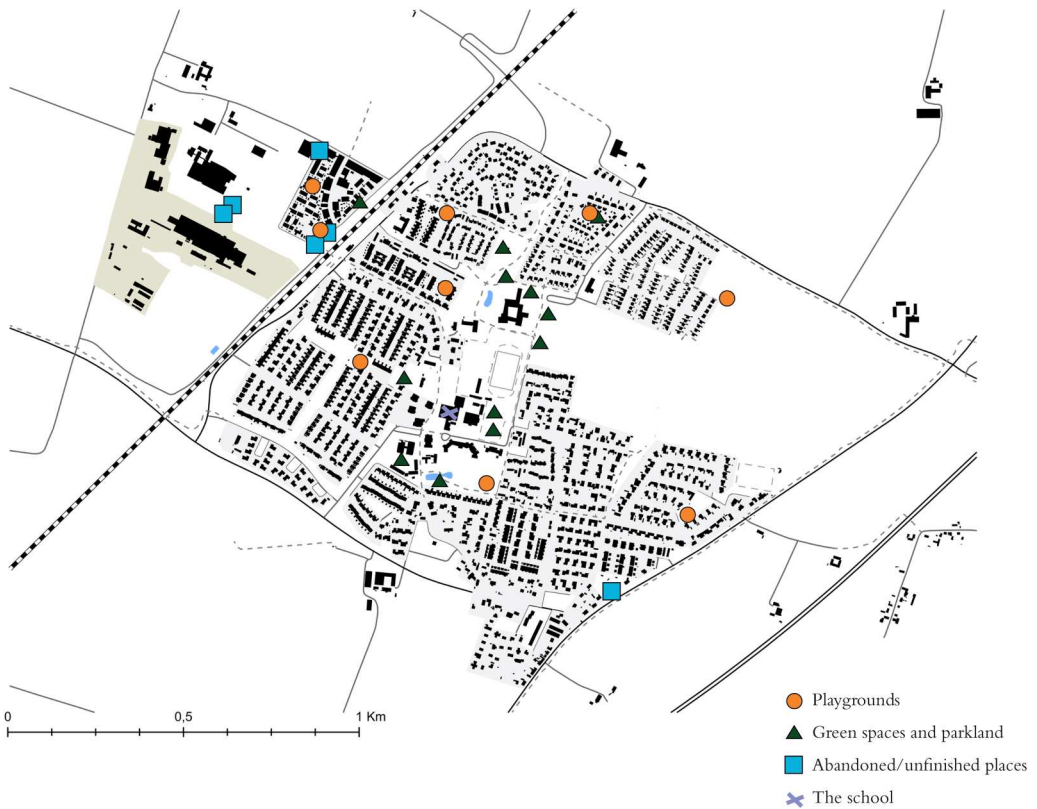 0
0,5
1 Km
Playgrounds
Green spaces and parkland
Abandoned/unfinished places
The school